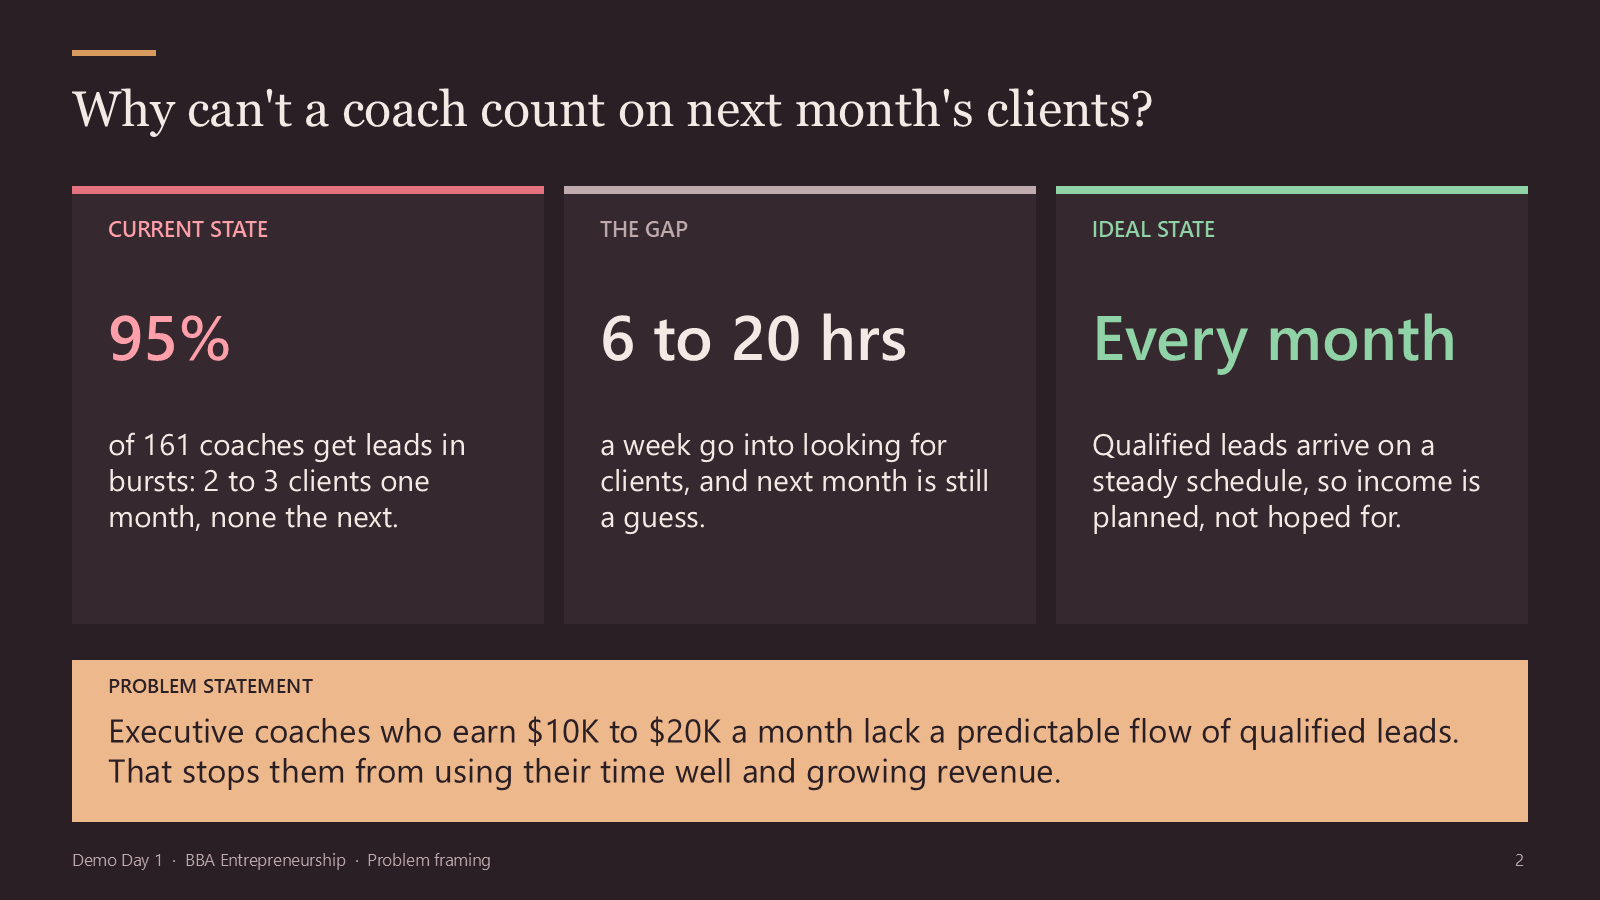 Why can't a coach count on next month's clients?
CURRENT STATE
95%
of 161 coaches get leads in
bursts: 2 to 3 clients one
month, none the next.
THE GAP
6 to 20 hrs
a week go into looking for
clients, and next month is still
a guess.
IDEAL STATE
Every month
Qualified leads arrive on a
steady schedule, so income is
planned, not hoped for.
PROBLEM STATEMENT
Executive coaches who earn $10K to $20K a month lack a predictable flow of qualified leads.
That stops them from using their time well and growing revenue.
Demo Day 1 · BBA Entrepreneurship · Problem framing
2